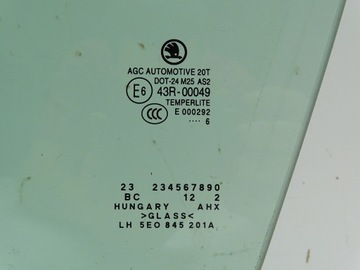 AGC AUTOMOTIVE 20T
DOT-24 M25 AS2
E6 43R-00049
TEMPERLITE
CCC E 000292
.... 6
23 234567890
BC 12 2
HUNGARY AHX
>GLASS<
LH 5E0 845 201A